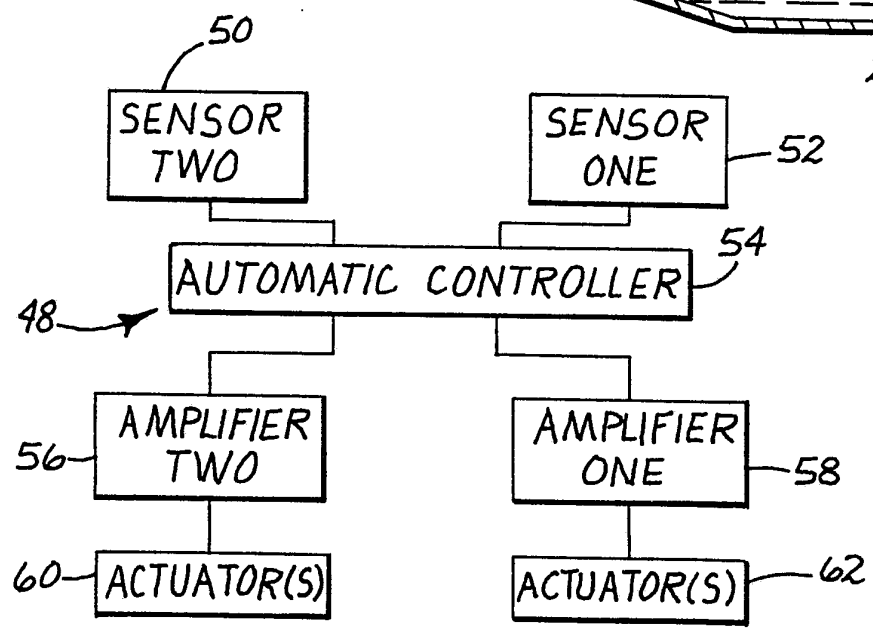 50
SENSOR
TWO
SENSOR
ONE
52
54
AUTOMATIC CONTROLLER
48
AMPLIFIER
TWO
56
AMPLIFIER
ONE
58
60
ACTUATOR(S)
ACTUATOR(S)
62